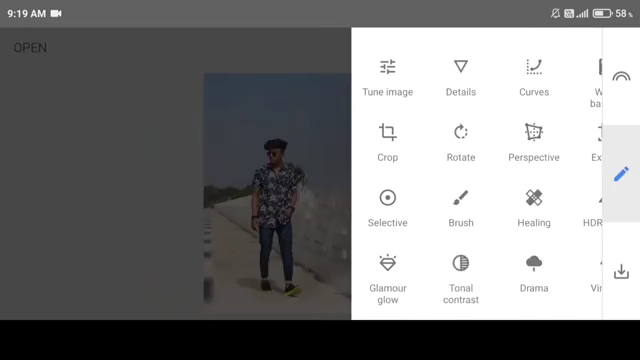 9:19 AM
58
OPEN
Tune image
Details
Curves
Crop
Rotate
Perspective
Selective
Brush
Healing
HDR
Glamour
glow
Tonal
contrast
Drama